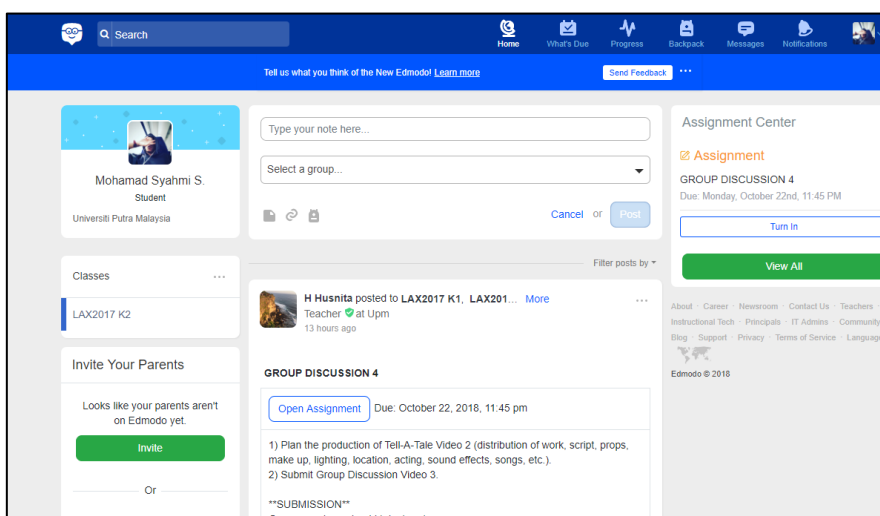 Search
Home
What's Due
Progress
Backpack
Messages
Notifications
Tell us what you think of the New Edmodo! Learn more
Send Feedback
Mohamad Syahmi S.
Student
Universiti Putra Malaysia
Classes
LAX2017 K2
Invite Your Parents
Looks like your parents aren't
on Edmodo yet.
Invite
Or
Type your note here...
Select a group...
Cancel or Post
Filter posts by
H Husnita posted to LAX2017 K1, LAX201... More
Teacher at Upm
13 hours ago
GROUP DISCUSSION 4
Open Assignment Due: October 22, 2018, 11:45 pm
1) Plan the production of Tell-A-Tale Video 2 (distribution of work, script, props,
make up, lighting, location, acting, sound effects, songs, etc.).
2) Submit Group Discussion Video 3.
**SUBMISSION**
Assignment Center
Assignment
GROUP DISCUSSION 4
Due: Monday, October 22nd, 11:45 PM
Turn In
View All
About · Career · Newsroom · Contact Us · Teachers ·
Instructional Tech · Principals · IT Admins · Community
Blog · Support · Privacy · Terms of Service · Language
Edmodo © 2018